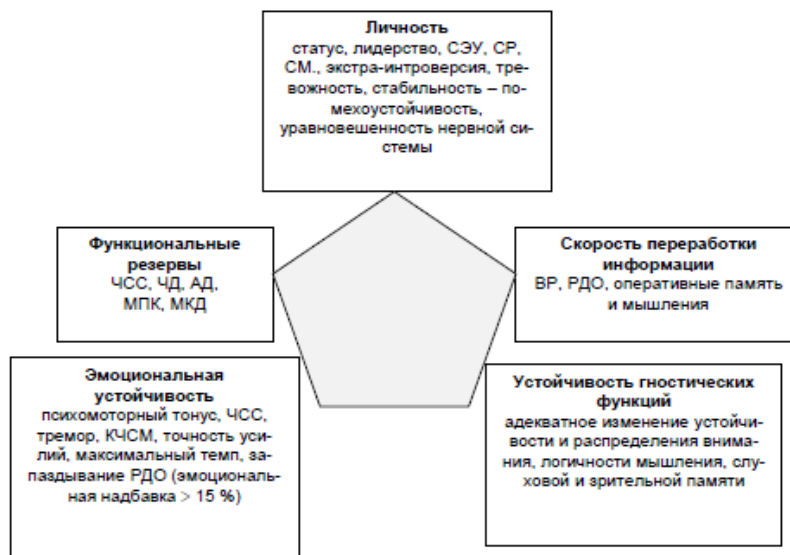 Личность
статус, лидерство, СЭУ, СР,
СМ., экстра-интроверсия, тре-
вожность, стабильность – по-
мехоустойчивость,
уравновешенность нервной си-
стемы
Функциональные
резервы
ЧСС, ЧД, АД,
МПК, МКД
Скорость переработки
информации
ВР, РДО, оперативные память
и мышления
Эмоциональная
устойчивость
психомоторный тонус, ЧСС,
тремор, КЧСМ, точность уси-
лий, максимальный темп, за-
паздывание РДО (эмоциональ-
ная надбавка > 15 %)
Устойчивость гностических
функций
адекватное изменение устойчи-
вости и распределения внима-
ния, логичности мышления, слу-
ховой и зрительной памяти